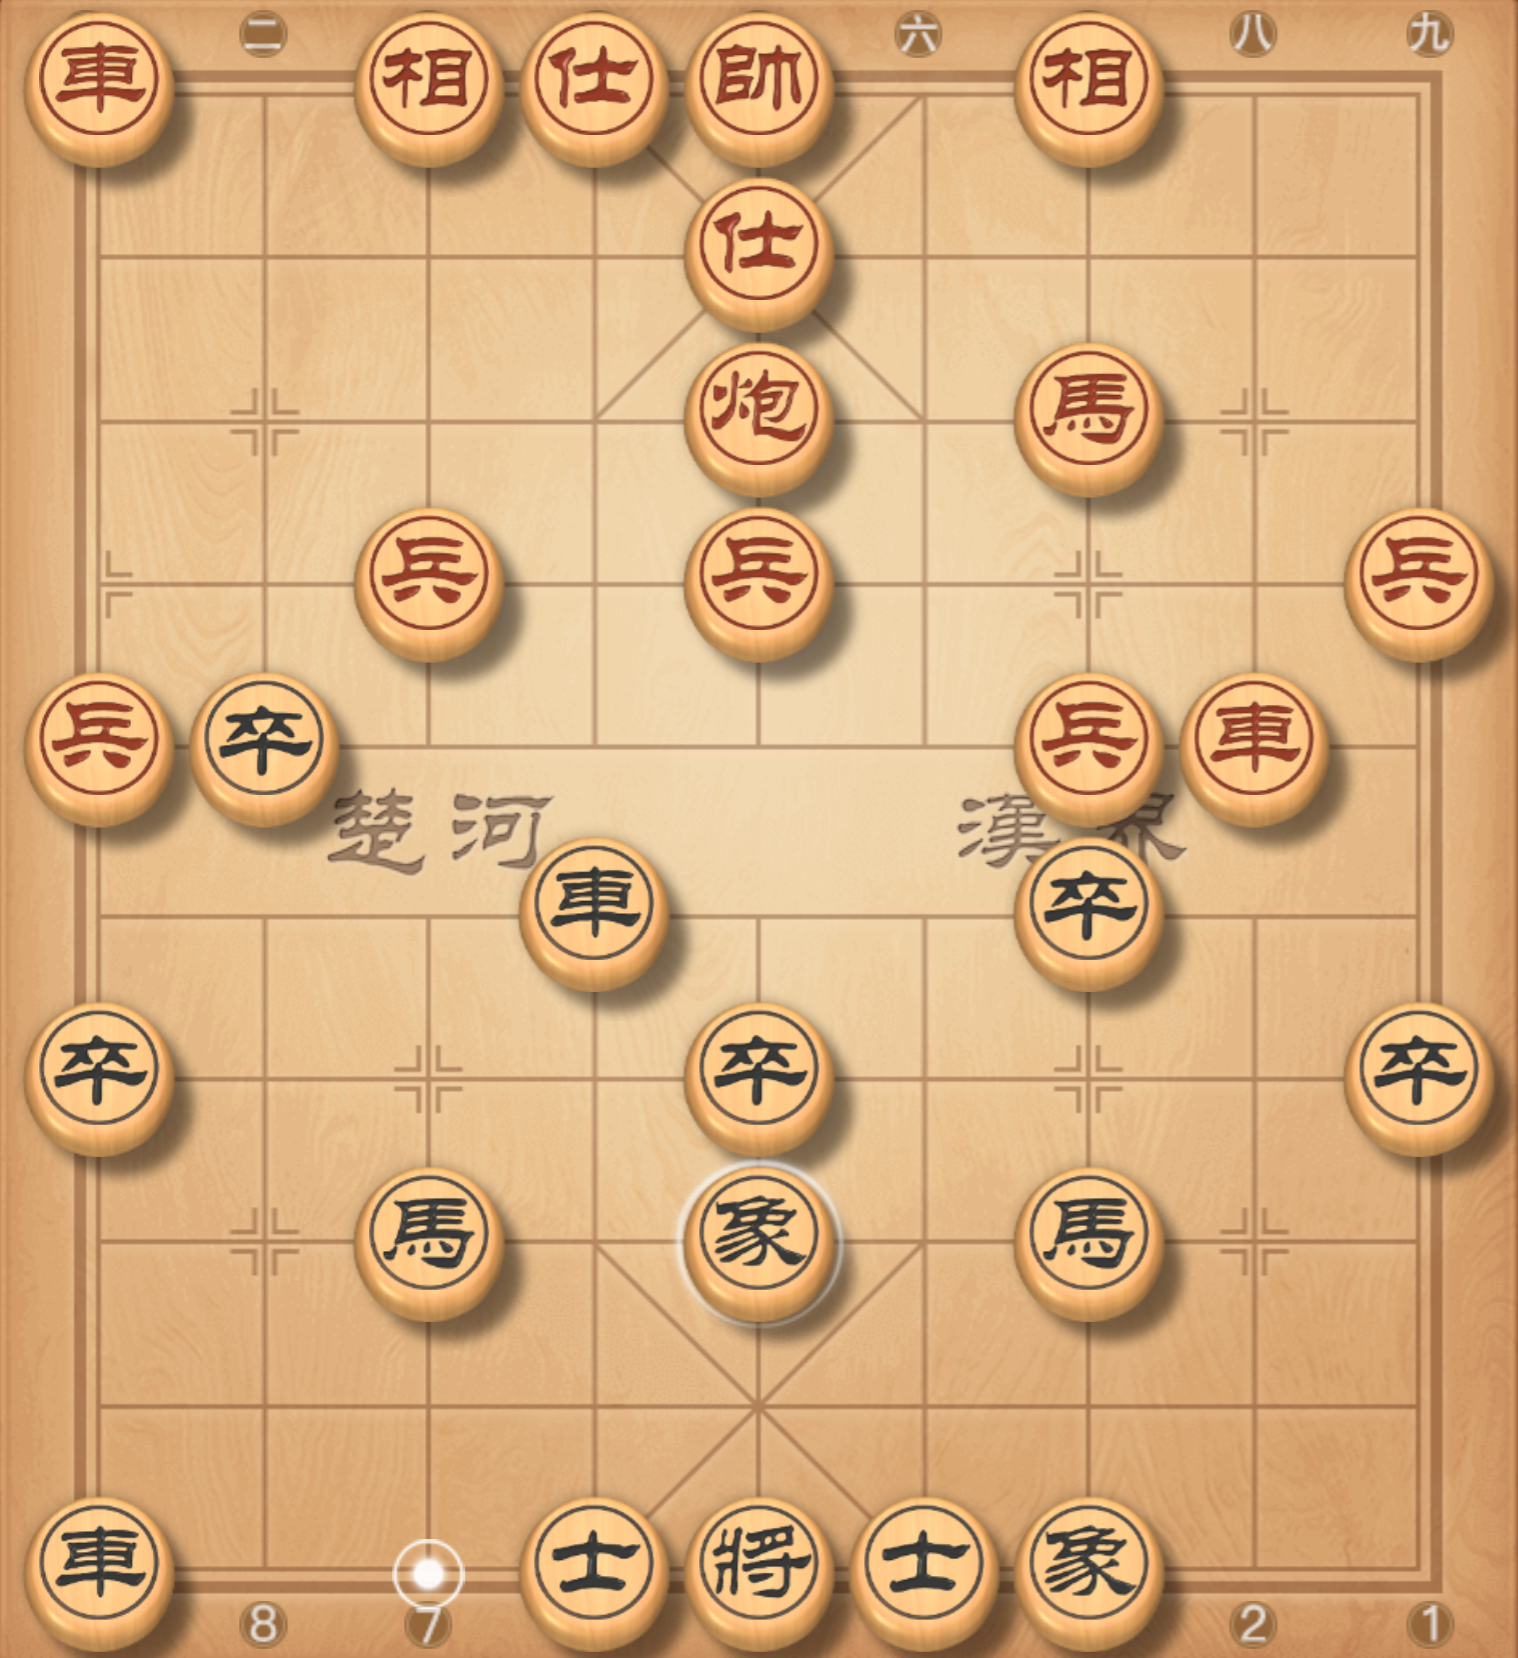 二 六 八 九
車 相 仕 帥 相
仕
炮 馬
兵 兵 兵
兵 卒 兵 車
楚 河 漢 界
車 卒
卒 卒 卒
馬 象 馬
車 士 將 士 象
8 7 2 1